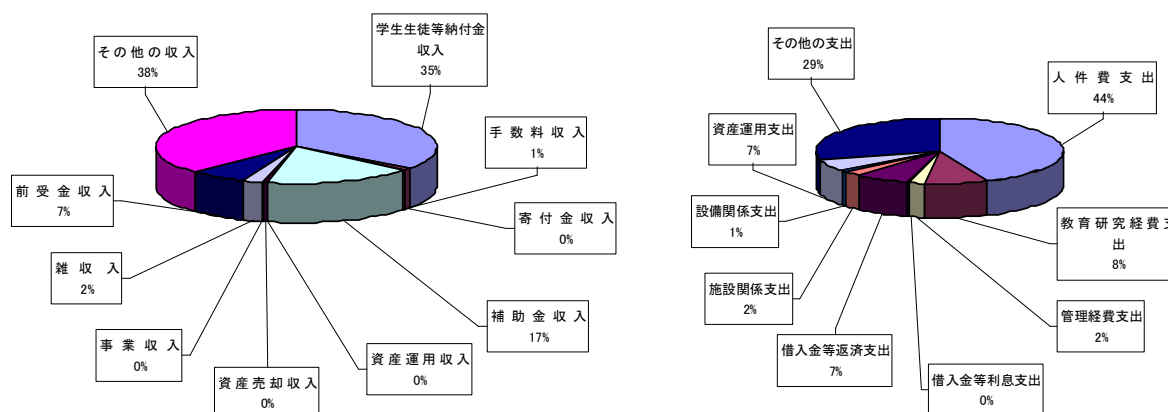 学生生徒等納付金
収入
35%
手数料収入
1%
寄付金収入
0%
補助金収入
17%
資産運用収入
0%
資産売却収入
0%
事業収入
0%
雑収入
2%
前受金収入
7%
その他の収入
38%
人件費支出
44%
教育研究経費支
出
8%
管理経費支出
2%
借入金等利息支出
0%
借入金等返済支出
7%
施設関係支出
2%
設備関係支出
1%
資産運用支出
7%
その他の支出
29%